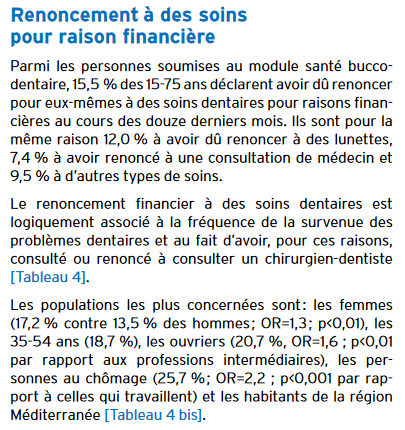 Renoncement à des soins
pour raison financière
Parmi les personnes soumises au module santé bucco-
dentaire, 15,5 % des 15-75 ans déclarent avoir dû renoncer
pour eux-mêmes à des soins dentaires pour raisons finan-
cières au cours des douze derniers mois. Ils sont pour la
même raison 12,0 % à avoir dû renoncer à des lunettes,
7,4 % à avoir renoncé à une consultation de médecin et
9,5 % à d'autres types de soins.
Le renoncement financier à des soins dentaires est
logiquement associé à la fréquence de la survenue des
problèmes dentaires et au fait d'avoir, pour ces raisons,
consulté ou renoncé à consulter un chirurgien-dentiste
[Tableau 4].
Les populations les plus concernées sont: les femmes
(17,2 % contre 13,5 % des hommes; OR=1,3; p<0,01), les
35-54 ans (18,7 %), les ouvriers (20,7 %, OR=1,6 ; p<0,01
par rapport aux professions intermédiaires), les per-
sonnes au chômage (25,7 %; OR=2,2 ; p<0,001 par rap-
port à celles qui travaillent) et les habitants de la région
Méditerranée [Tableau 4 bis].